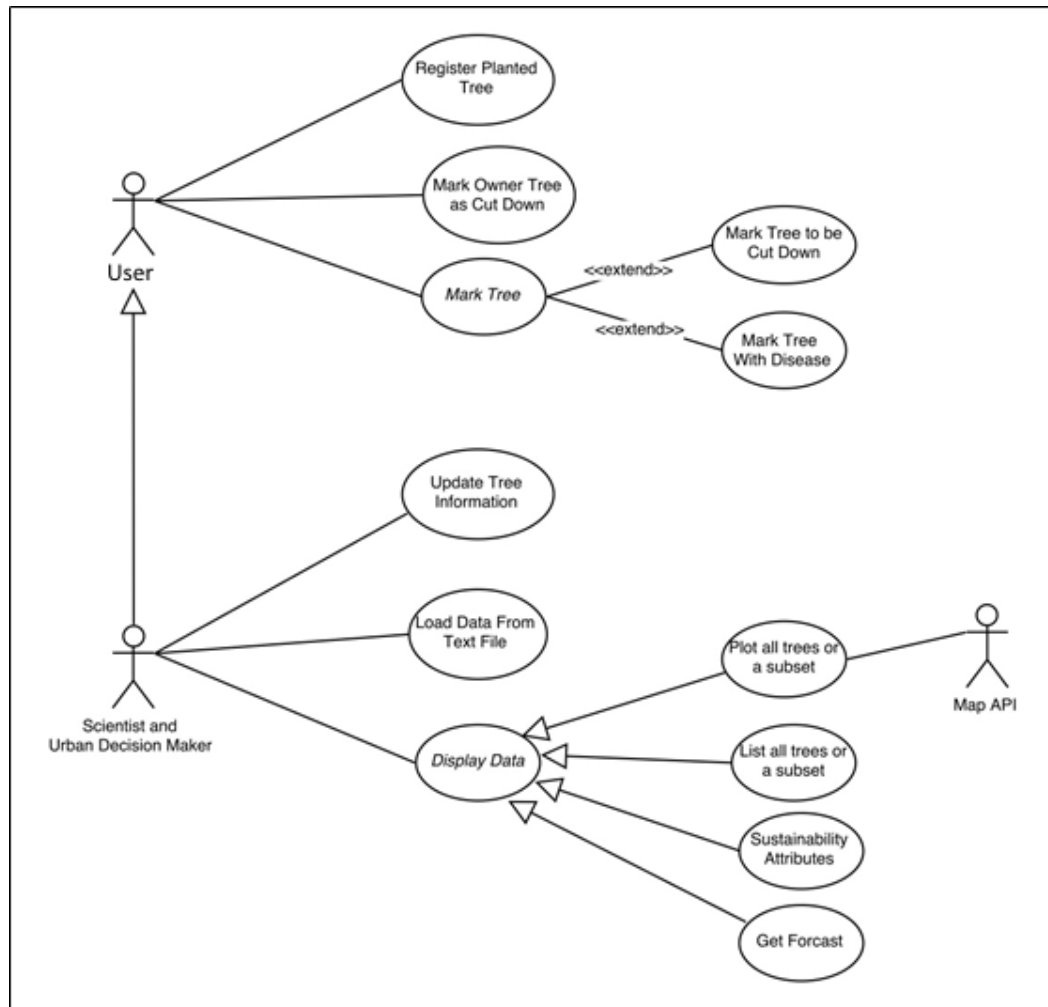 Register Planted
Tree
Mark Owner Tree
as Cut Down
User
Mark Tree
<<extend>>
Mark Tree to be
Cut Down
<<extend>>
Mark Tree
With Disease
Update Tree
Information
Load Data From
Text File
Scientist and
Urban Decision Maker
Display Data
Plot all trees or
a subset
Map API
List all trees or
a subset
Sustainability
Attributes
Get Forcast